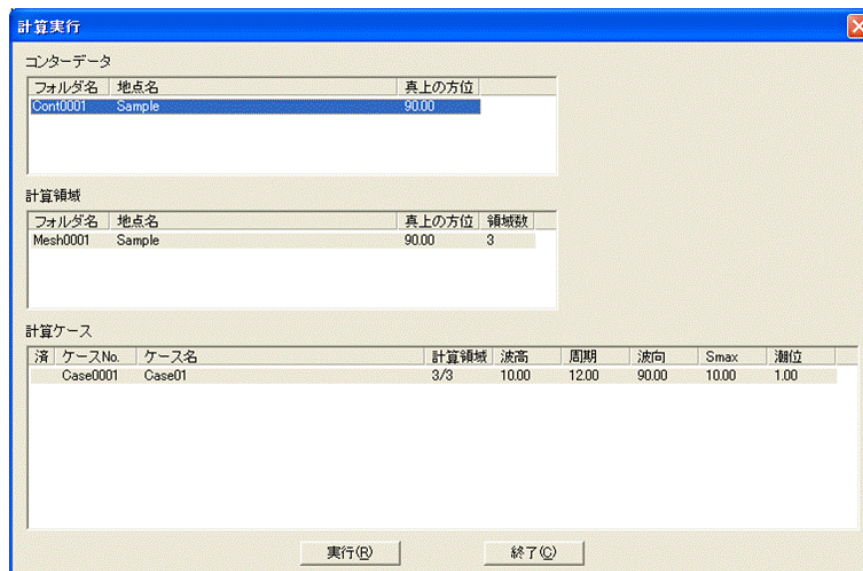 計算実行
コンターデータ
フォルダ名 地点名 真上の方位
Cont0001 Sample 90.00
計算領域
フォルダ名 地点名 真上の方位 領域数
Mesh0001 Sample 90.00 3
計算ケース
済 ケースNo. ケース名 計算領域 波高 周期 波向 Smax 潮位
Case0001 Case01 3/3 10.00 12.00 90.00 10.00 1.00
実行(R) 終了(C)